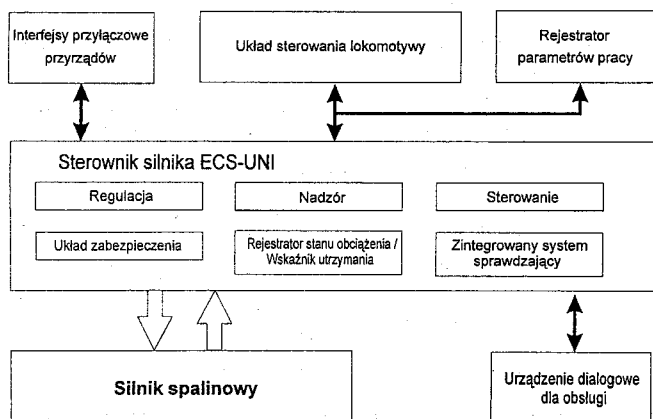 Interfejsy przyłączowe
przyrządów
Układ sterowania lokomotywy
Rejestrator
parametrów pracy
Sterownik silnika ECS-UNI
Regulacja
Nadzór
Sterowanie
Układ zabezpieczenia
Rejestrator stanu obciążenia /
Wskaźnik utrzymania
Zintegrowany system
sprawdzający
Silnik spalinowy
Urządzenie dialogowe
dla obsługi